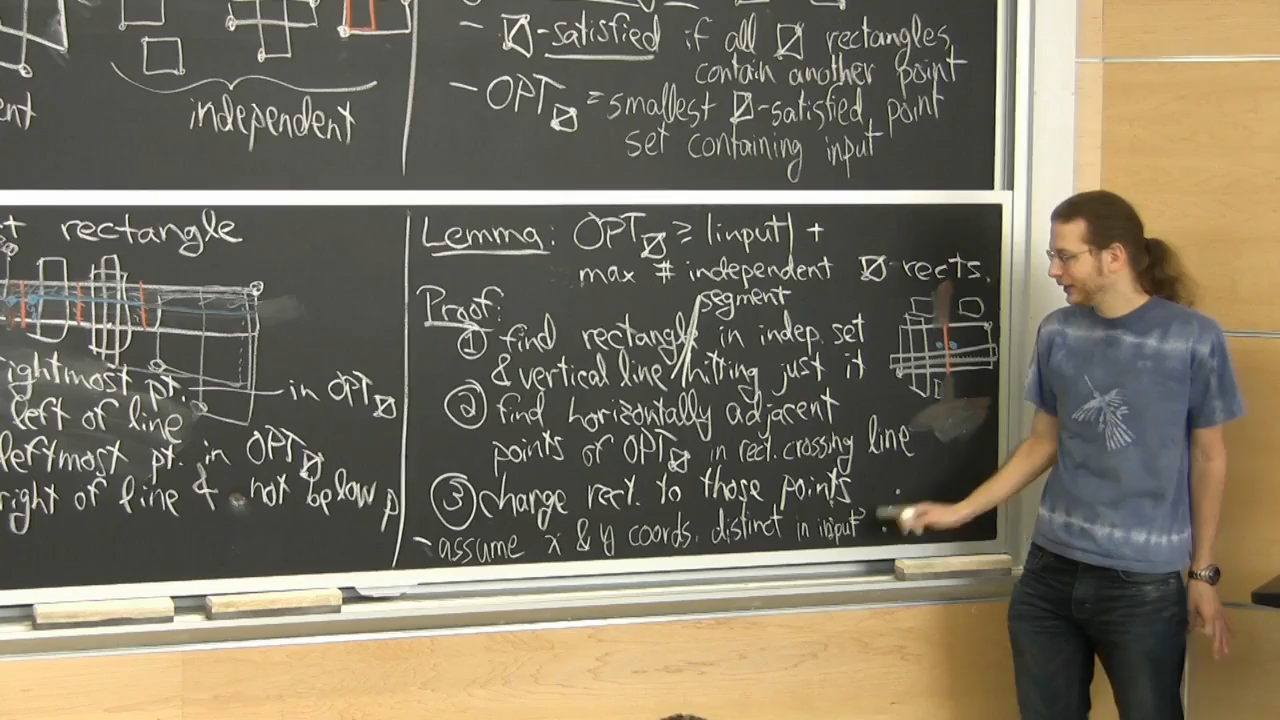 ent
independent
- ⧄-satisfied if all ⧄ rectangles
contain another point
- OPT⧄ = smallest ⧄-satisfied point
set containing input
rectangle
ightmost pt. in OPT⧄
left of line
leftmost pt. in OPT⧄
right of line & not below p
Lemma: OPT⧄ ≥ |input| +
max # independent ⧄-rects.
Proof: segment
① find rectangle in indep. set
& vertical line hitting just it
② find horizontally adjacent
points of OPT⧄ in rect. crossing line
③ change rect. to those points
- assume x & y coords. distinct in input